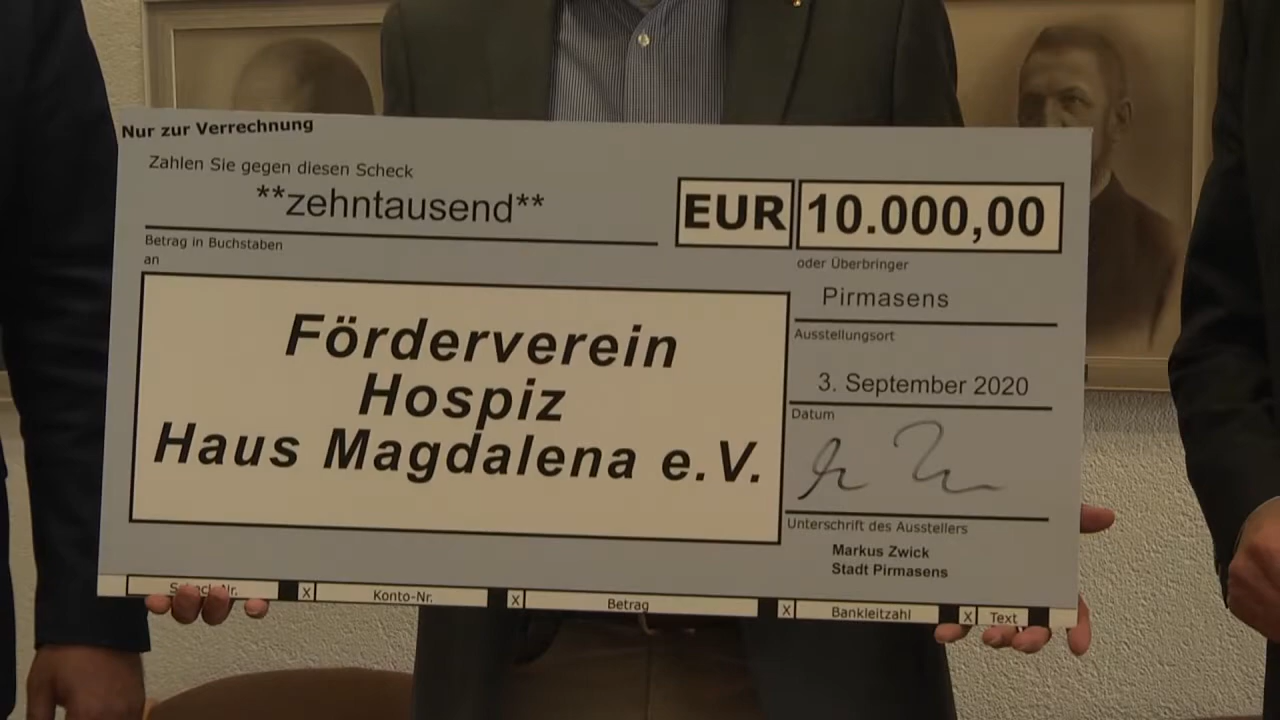 Nur zur Verrechnung
Zahlen Sie gegen diesen Scheck
**zehntausend**
EUR 10.000,00
Betrag in Buchstaben
an
oder Überbringer
Förderverein
Hospiz
Haus Magdalena e.V.
Pirmasens
Ausstellungsort
3. September 2020
Datum
Unterschrift des Ausstellers
Markus Zwick
Stadt Pirmasens
X Konto-Nr. X Betrag X Bankleitzahl X Text